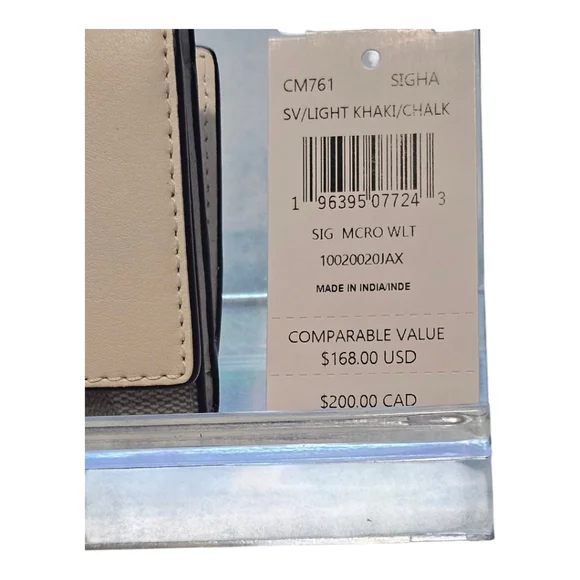 CM761 SIGHA
SV/LIGHT KHAKI/CHALK
1 96395 07724 3
SIG MCRO WLT
10020020JAX
MADE IN INDIA/INDE
COMPARABLE VALUE
$168.00 USD
$200.00 CAD